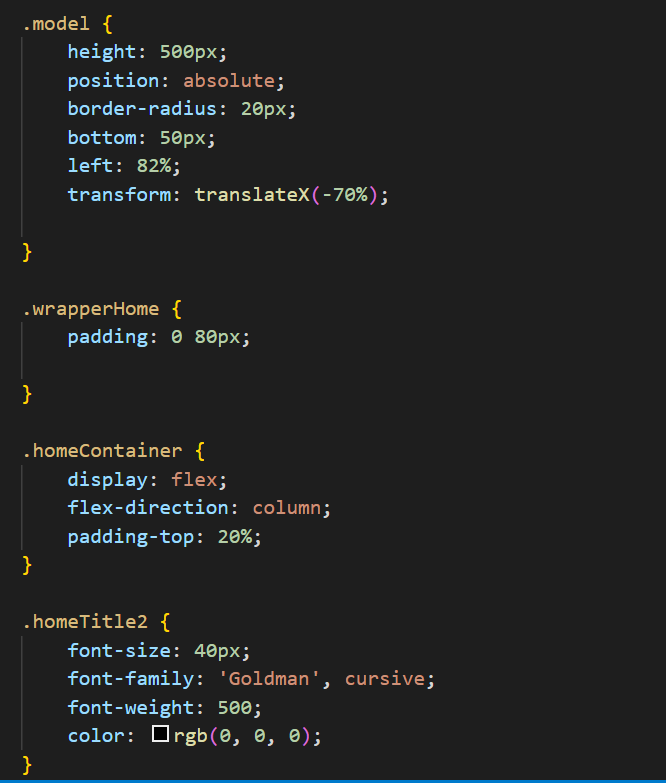 .model {
    height: 500px;
    position: absolute;
    border-radius: 20px;
    bottom: 50px;
    left: 82%;
    transform: translateX(-70%);

}

.wrapperHome {
    padding: 0 80px;

}

.homeContainer {
    display: flex;
    flex-direction: column;
    padding-top: 20%;
}

.homeTitle2 {
    font-size: 40px;
    font-family: 'Goldman', cursive;
    font-weight: 500;
    color: rgb(0, 0, 0);
}